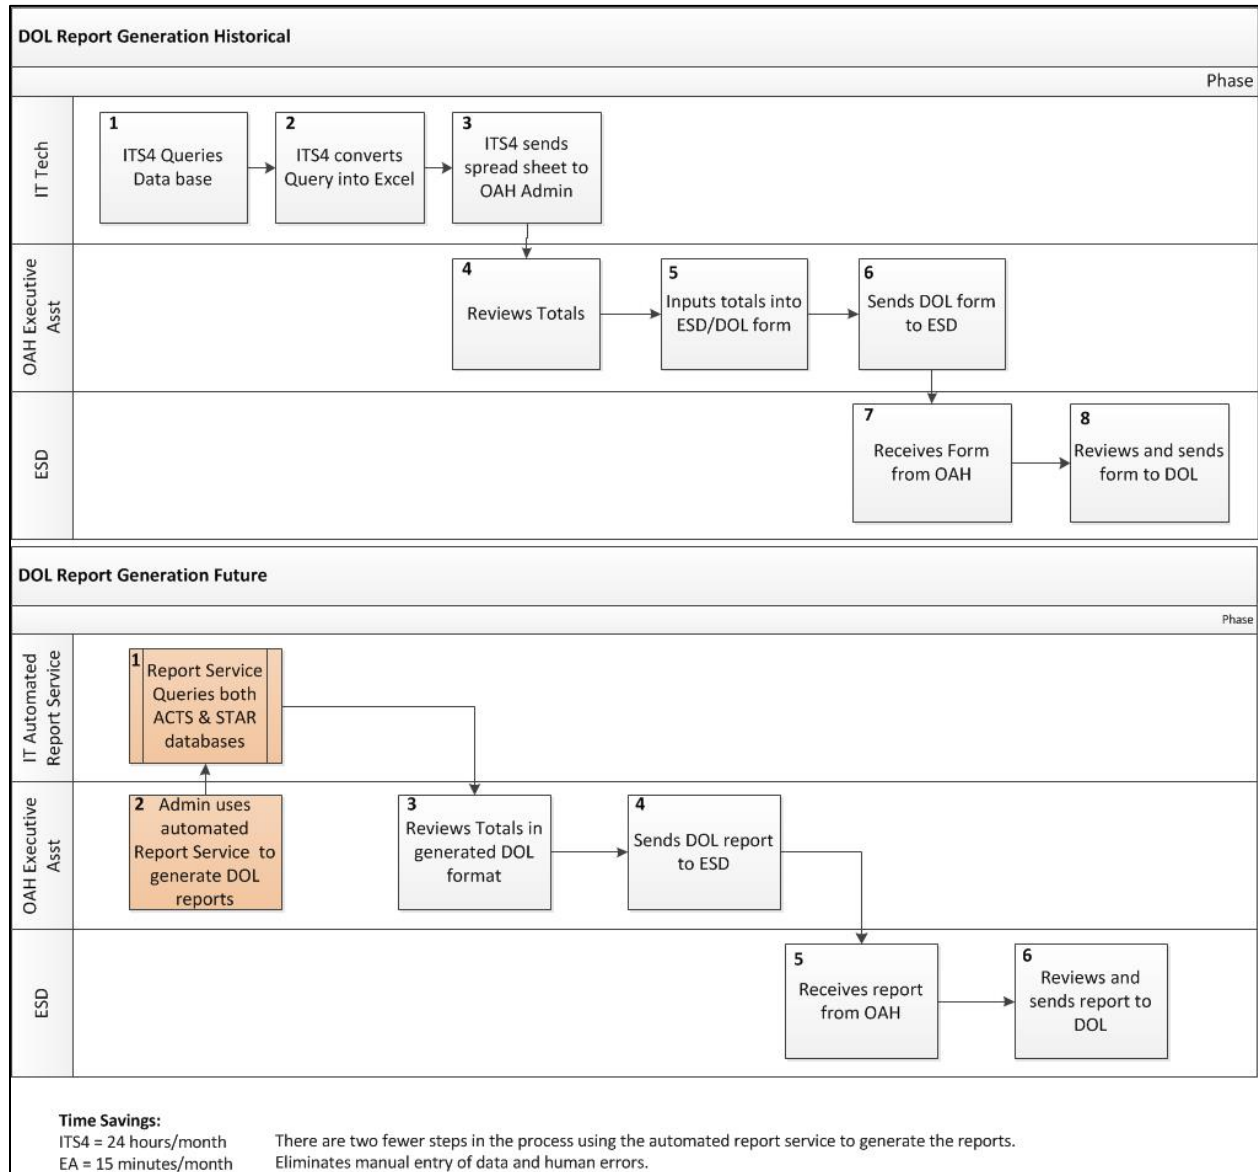 DOL Report Generation Historical
Phase
IT Tech
1
ITS4 Queries
Data base
2
ITS4 converts
Query into Excel
3
ITS4 sends
spread sheet to
OAH Admin
OAH Executive
Asst
4
Reviews Totals
5
Inputs totals into
ESD/DOL form
6
Sends DOL form
to ESD
ESD
7
Receives Form
from OAH
8
Reviews and sends
form to DOL
DOL Report Generation Future
Phase
IT Automated
Report Service
1
Report Service
Queries both
ACTS & STAR
databases
OAH Executive
Asst
2
Admin uses
automated
Report Service to
generate DOL
reports
3
Reviews Totals in
generated DOL
format
4
Sends DOL report
to ESD
ESD
5
Receives report
from OAH
6
Reviews and
sends report to
DOL
Time Savings:
ITS4 = 24 hours/month
EA = 15 minutes/month
There are two fewer steps in the process using the automated report service to generate the reports.
Eliminates manual entry of data and human errors.